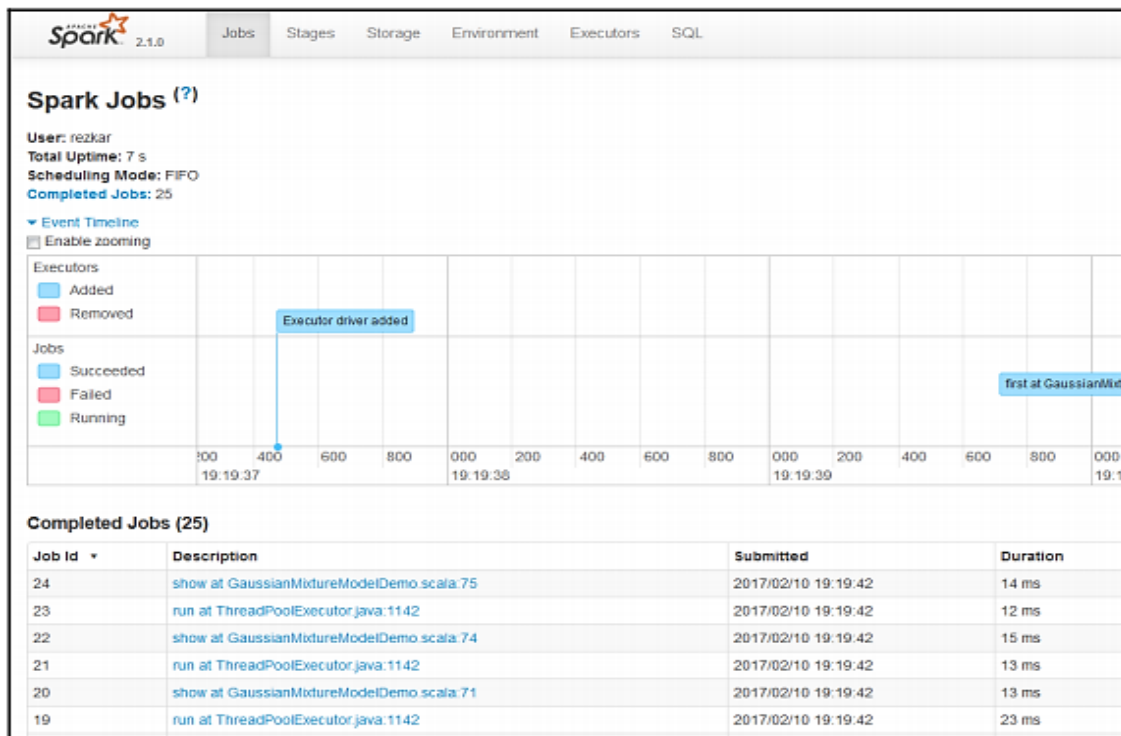 APACHE
Spark 2.1.0 Jobs Stages Storage Environment Executors SQL
Spark Jobs (?)
User: rezkar
Total Uptime: 7 s
Scheduling Mode: FIFO
Completed Jobs: 25
Event Timeline
Enable zooming
Executors
Added
Removed
Executor driver added
Jobs
Succeeded
Failed
Running
first at GaussianMixt
200 400 600 800 000 200 400 600 800 000 200 400 600 800 000
19:19:37 19:19:38 19:19:39 19:1
Completed Jobs (25)
Job Id ▾ Description Submitted Duration
24 show at GaussianMixtureModelDemo.scala:75 2017/02/10 19:19:42 14 ms
23 run at ThreadPoolExecutor.java:1142 2017/02/10 19:19:42 12 ms
22 show at GaussianMixtureModelDemo.scala:74 2017/02/10 19:19:42 15 ms
21 run at ThreadPoolExecutor.java:1142 2017/02/10 19:19:42 13 ms
20 show at GaussianMixtureModelDemo.scala:71 2017/02/10 19:19:42 13 ms
19 run at ThreadPoolExecutor.java:1142 2017/02/10 19:19:42 23 ms